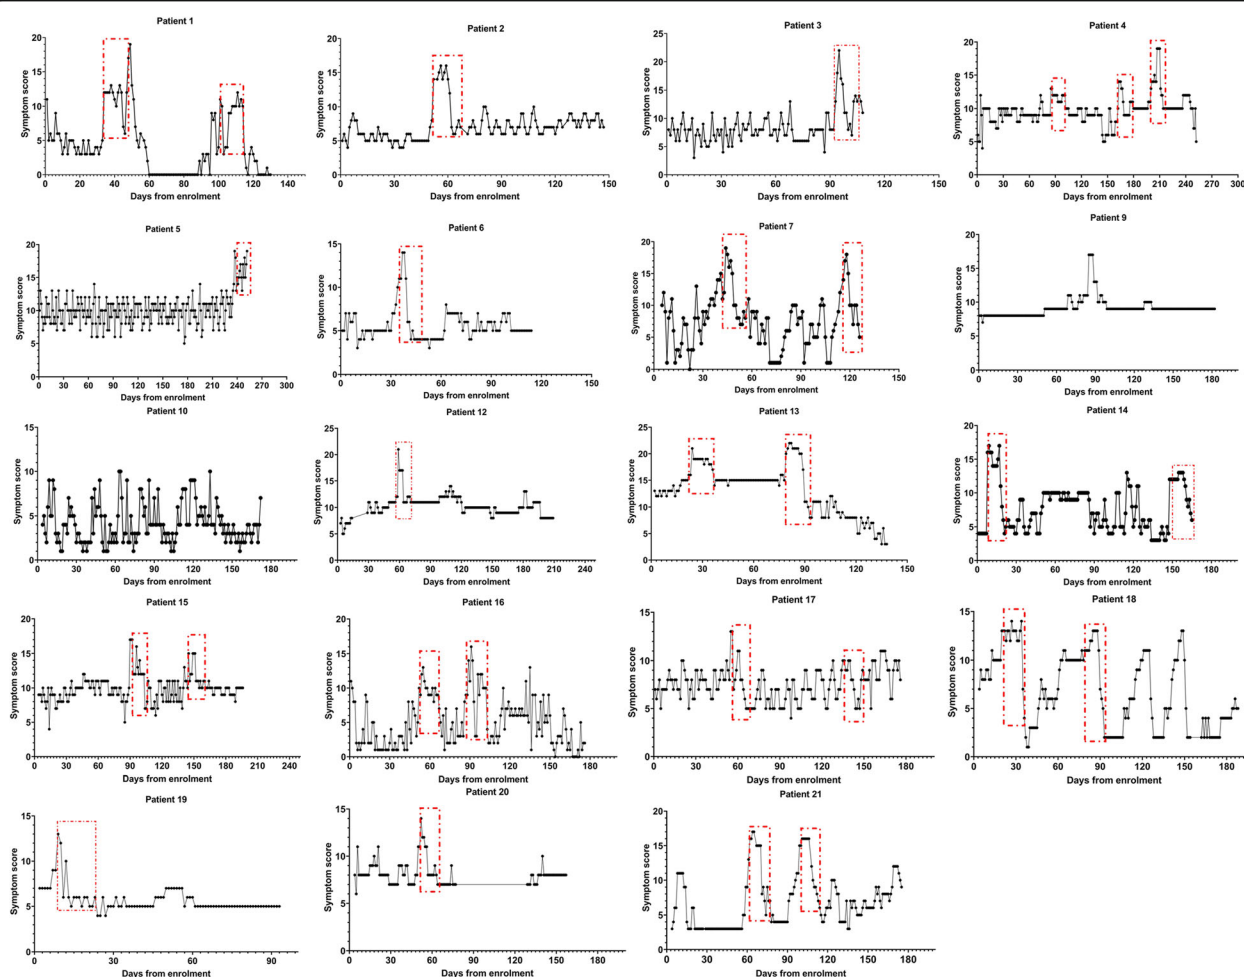 Patient 1
Symptom score
20
15
10
5
0
0 20 40 60 80 100 120 140 150
Days from enrolment
Patient 2
Symptom score
20
15
10
5
0
0 30 60 90 120 150
Days from enrolment
Patient 3
Symptom score
25
20
15
10
5
0
0 30 60 90 120 150
Days from enrolment
Patient 4
Symptom score
20
15
10
5
0
0 30 60 90 120 150 180 210 240 270 300
Days from enrolment
Patient 5
Symptom score
20
15
10
5
0
0 30 60 90 120 150 180 210 240 270 300
Days from enrolment
Patient 6
Symptom score
15
10
5
0
0 30 60 90 120 150
Days from enrolment
Patient 7
Symptom score
20
15
10
5
0
0 30 60 90 120 150
Days from enrolment
Patient 9
Symptom score
20
15
10
5
0
0 30 60 90 120 150 180
Days from enrolment
Patient 10
Symptom score
15
10
5
0
0 30 60 90 120 150 180
Days from enrolment
Patient 12
Symptom score
25
20
15
10
5
0
0 30 60 90 120 150 180 210 240
Days from enrolment
Patient 13
Symptom score
25
20
15
10
5
0
0 30 60 90 120 150
Days from enrolment
Patient 14
Symptom score
20
15
10
5
0
0 30 60 90 120 150 180
Days from enrolment
Patient 15
Symptom score
20
15
10
5
0
0 30 60 90 120 150 180 210 240
Days from enrolment
Patient 16
Symptom score
20
15
10
5
0
0 30 60 90 120 150 180
Days from enrolment
Patient 17
Symptom score
15
10
5
0
0 30 60 90 120 150 180
Days from enrolment
Patient 18
Symptom score
15
10
5
0
0 30 60 90 120 150 180
Days from enrolment
Patient 19
Symptom score
15
10
5
0
30 60 90
Days from enrolment
Patient 20
Symptom score
15
10
5
0
0 30 60 90 120 150 180
Days from enrolment
Patient 21
Symptom score
20
15
10
5
0
0 30 60 90 120 150 180
Days from enrolment